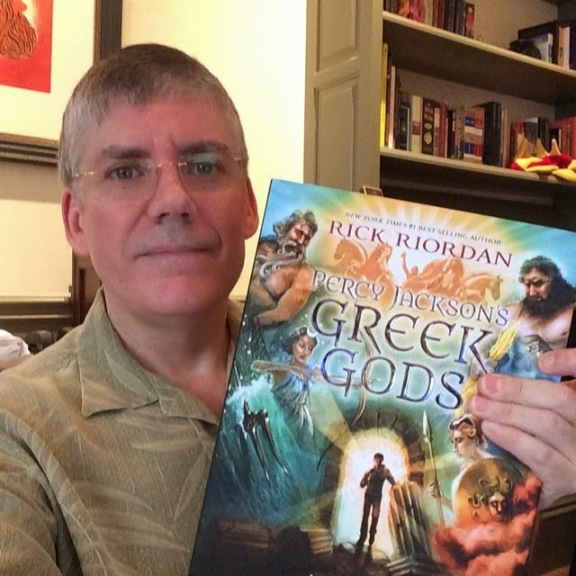 NEW YORK TIMES #1 BEST-SELLING AUTHOR
RICK RIORDAN
PERCY JACKSON'S
GREEK
GODS